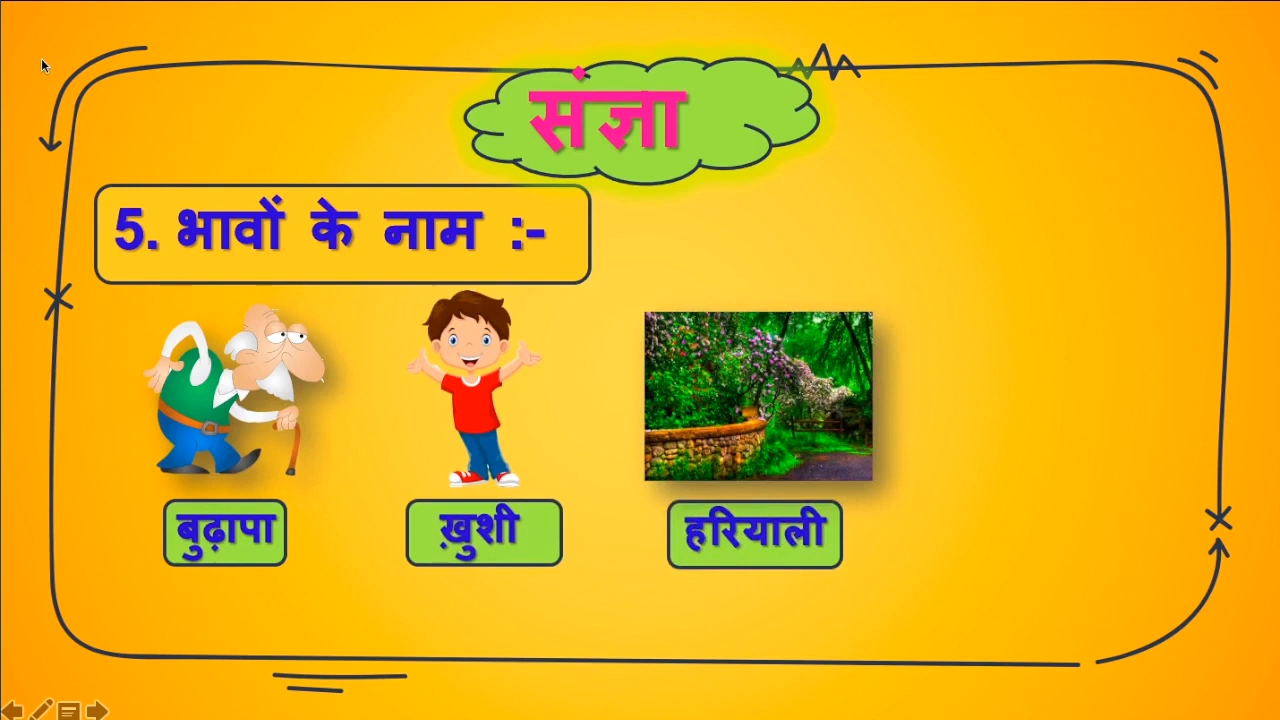 संज्ञा
5. भावों के नाम :-
बुढ़ापा
ख़ुशी
हरियाली